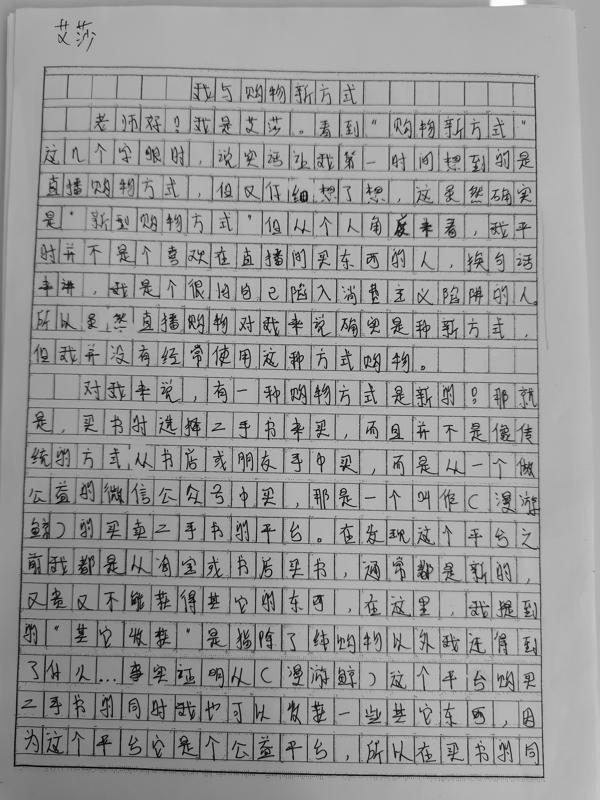 艾莎
我与购物新方式
老师好？我是艾莎。看到“购物新方式”
这几个字眼时，说实话让我第一时间想到的是
直播购物方式，但又仔细想了想，这虽然确实
是“新型购物方式”但从个人角度来看，我平
时并不是个喜欢在直播间买东西的人，换句话
来讲，我是个很怕自己陷入消费主义陷阱的人。
所以虽然直播购物对我来说确实是种新方式，
但我并没有经常使用这种方式购物。
对我来说，有一种购物方式是新的？那就
是，买书时选择二手书来买，而且并不是像传
统的方式从书店或朋友手中买，而是从一个做
公益的微信公众号中买，那是一个叫作（漫游
鲸）的买卖二手书的平台。在发现这个平台之
前我都是从淘宝或书店买书，通常都是新的，
又贵又不能获得其它的东西，在这里，我提到
的“其它收获”是指除了纯购物以外我还得到
了什么...事实证明从（漫游鲸）这个平台购买
二手书的同时我也可以收获一些其它东西，因
为这个平台它是个公益平台，所以在买书的同